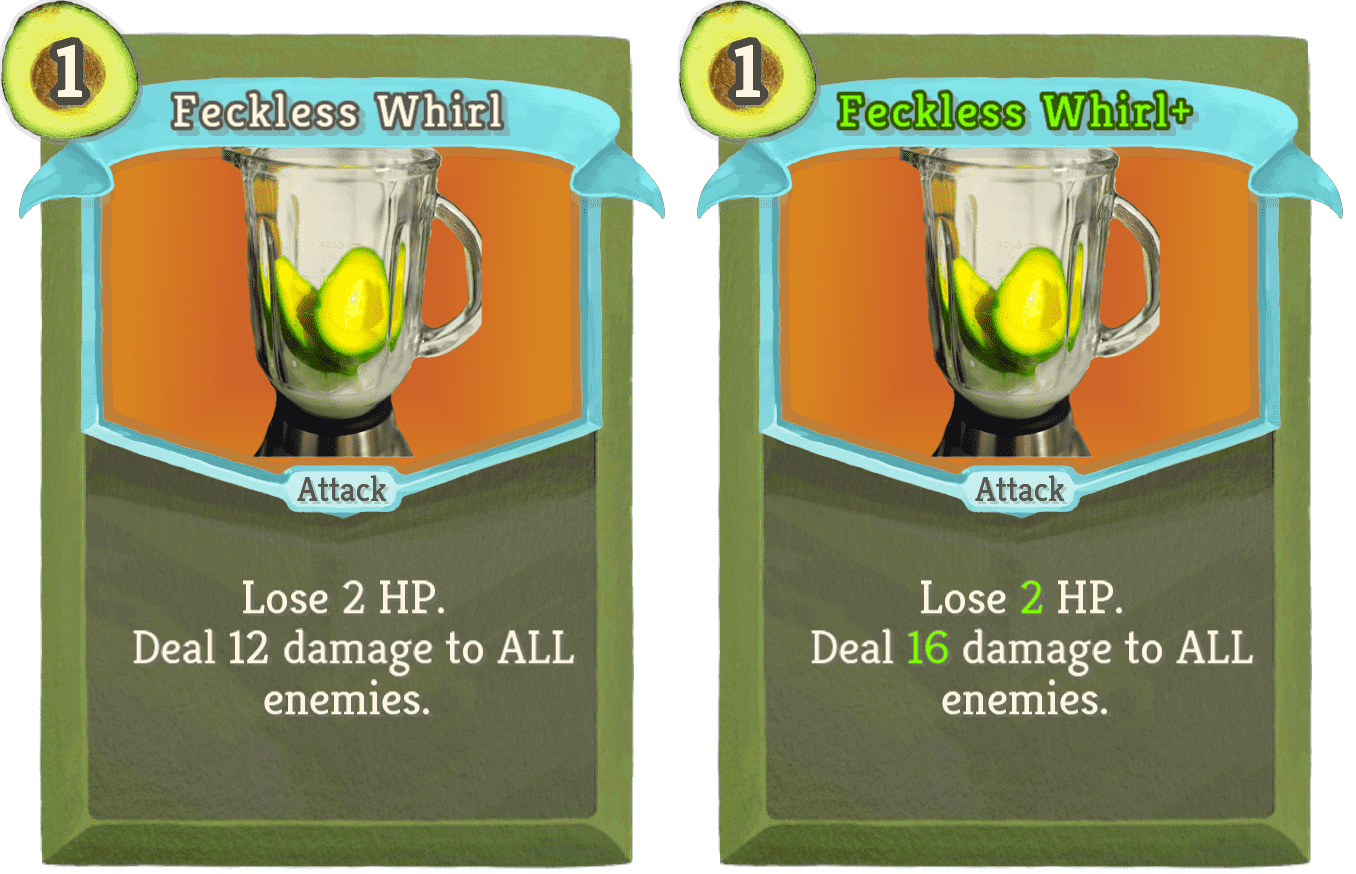 1
Feckless Whirl
Attack
Lose 2 HP.
Deal 12 damage to ALL
enemies.
1
Feckless Whirl+
Attack
Lose 2 HP.
Deal 16 damage to ALL
enemies.